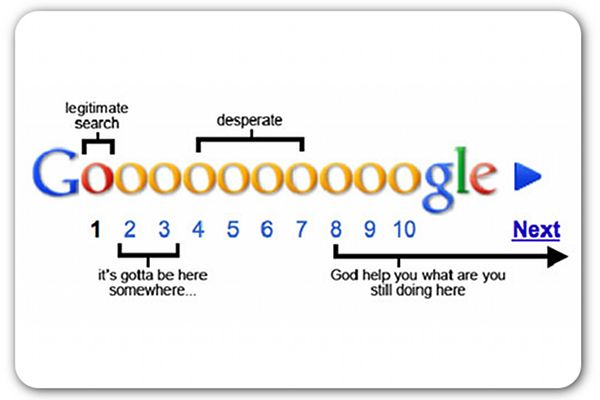 legitimate
search
desperate
Goooooooooogle
1 2 3 4 5 6 7 8 9 10 Next
it's gotta be here
somewhere...
God help you what are you
still doing here